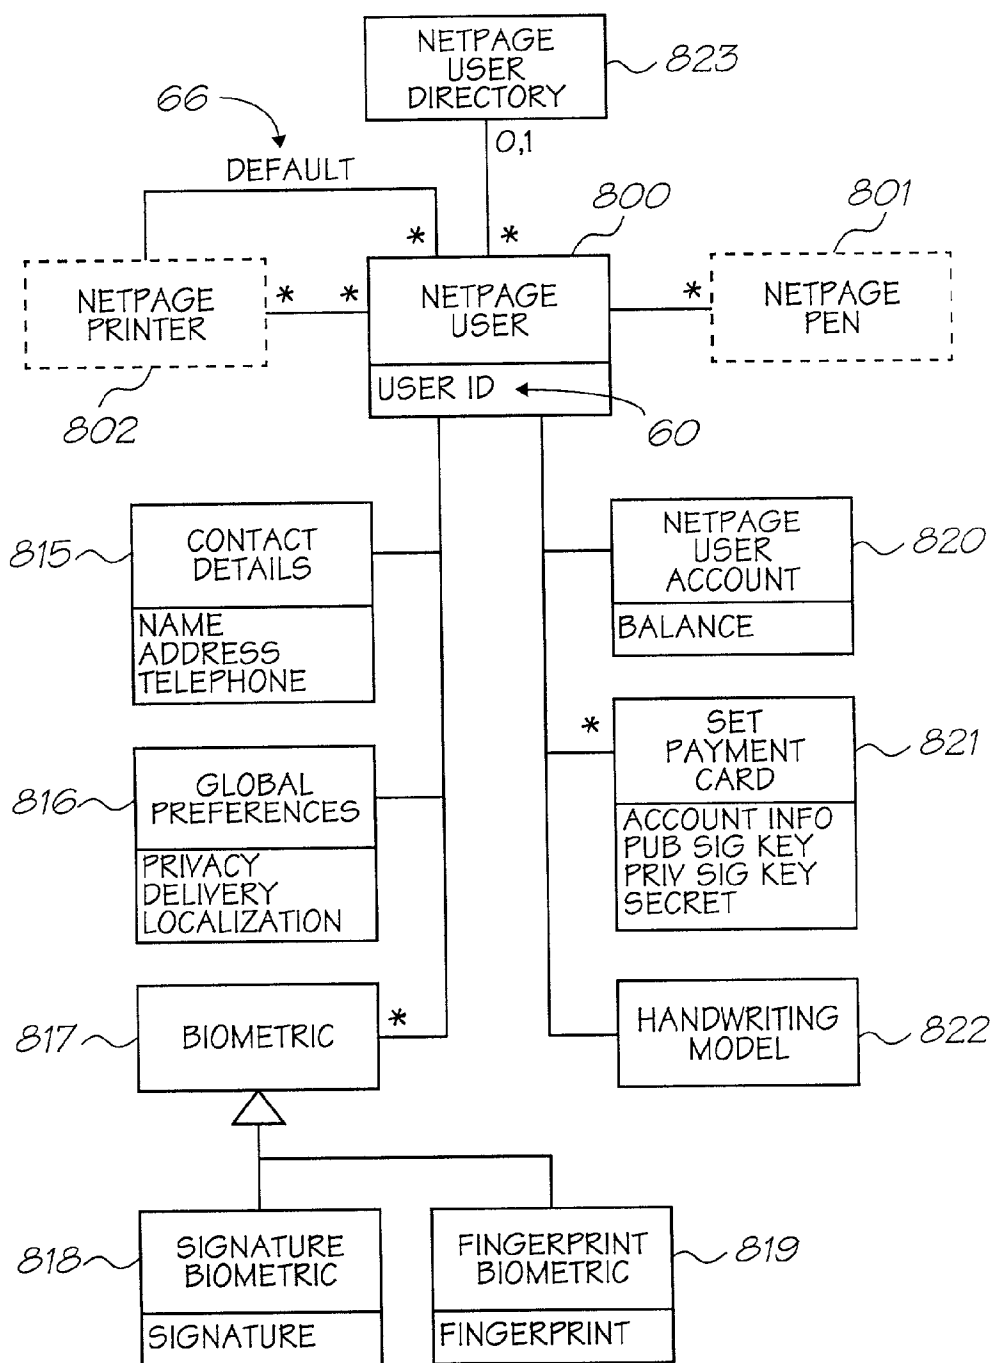 NETPAGE
USER
DIRECTORY
823
0,1
66
DEFAULT
*
*
800
801
NETPAGE
PRINTER
*
*
NETPAGE
USER
*
NETPAGE
PEN
802
USER ID
60
815
CONTACT
DETAILS
NAME
ADDRESS
TELEPHONE
NETPAGE
USER
ACCOUNT
820
BALANCE
816
GLOBAL
PREFERENCES
PRIVACY
DELIVERY
LOCALIZATION
*
SET
PAYMENT
CARD
821
ACCOUNT INFO
PUB SIG KEY
PRIV SIG KEY
SECRET
817
BIOMETRIC
*
HANDWRITING
MODEL
822
818
SIGNATURE
BIOMETRIC
SIGNATURE
FINGERPRINT
BIOMETRIC
819
FINGERPRINT